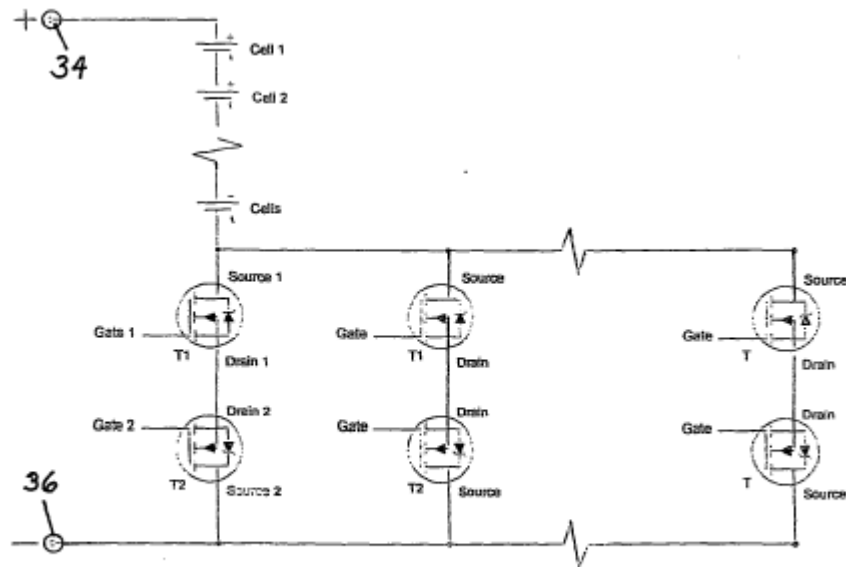 +
34
Cell 1
Cell 2
Cells
Source 1
Source
Source
Gate 1
Gate
Gate
T1
T1
T
Drain 1
Drain
Drain
Drain 2
Drain
Drain
Gate 2
Gate
Gate
T2
T2
T
Source 2
Source
Source
36